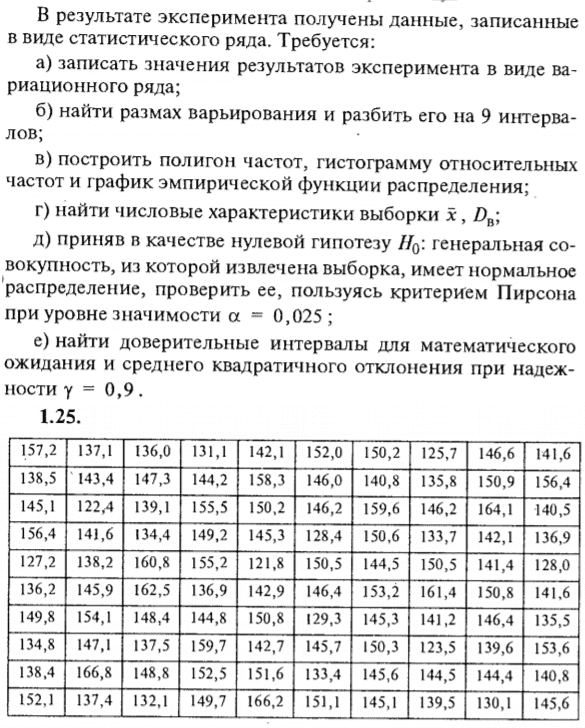 В результате эксперимента получены данные, записанные
в виде статистического ряда. Требуется:
а) записать значения результатов эксперимента в виде ва-
риационного ряда;
б) найти размах варьирования и разбить его на 9 интерва-
лов;
в) построить полигон частот, гистограмму относительных
частот и график эмпирической функции распределения;
г) найти числовые характеристики выборки x̄, Dв;
д) приняв в качестве нулевой гипотезу H₀: генеральная со-
вокупность, из которой извлечена выборка, имеет нормальное
распределение, проверить ее, пользуясь критерием Пирсона
при уровне значимости α = 0,025;
е) найти доверительные интервалы для математического
ожидания и среднего квадратичного отклонения при надеж-
ности γ = 0,9.
1.25.
157,2 137,1 136,0 131,1 142,1 152,0 150,2 125,7 146,6 141,6
138,5 143,4 147,3 144,2 158,3 146,0 140,8 135,8 150,9 156,4
145,1 122,4 139,1 155,5 150,2 146,2 159,6 146,2 164,1 140,5
156,4 141,6 134,4 149,2 145,3 128,4 150,6 133,7 142,1 136,9
127,2 138,2 160,8 155,2 121,8 150,5 144,5 150,5 141,4 128,0
136,2 145,9 162,5 136,9 142,9 146,4 153,2 161,4 150,8 141,6
149,8 154,1 148,4 144,8 150,8 129,3 145,3 141,2 146,4 135,5
134,8 147,1 137,5 159,7 142,7 145,7 150,3 123,5 139,6 153,6
138,4 166,8 148,8 152,5 151,6 133,4 145,6 144,5 144,4 140,8
152,1 137,4 132,1 149,7 166,2 151,1 145,1 139,5 130,1 145,6